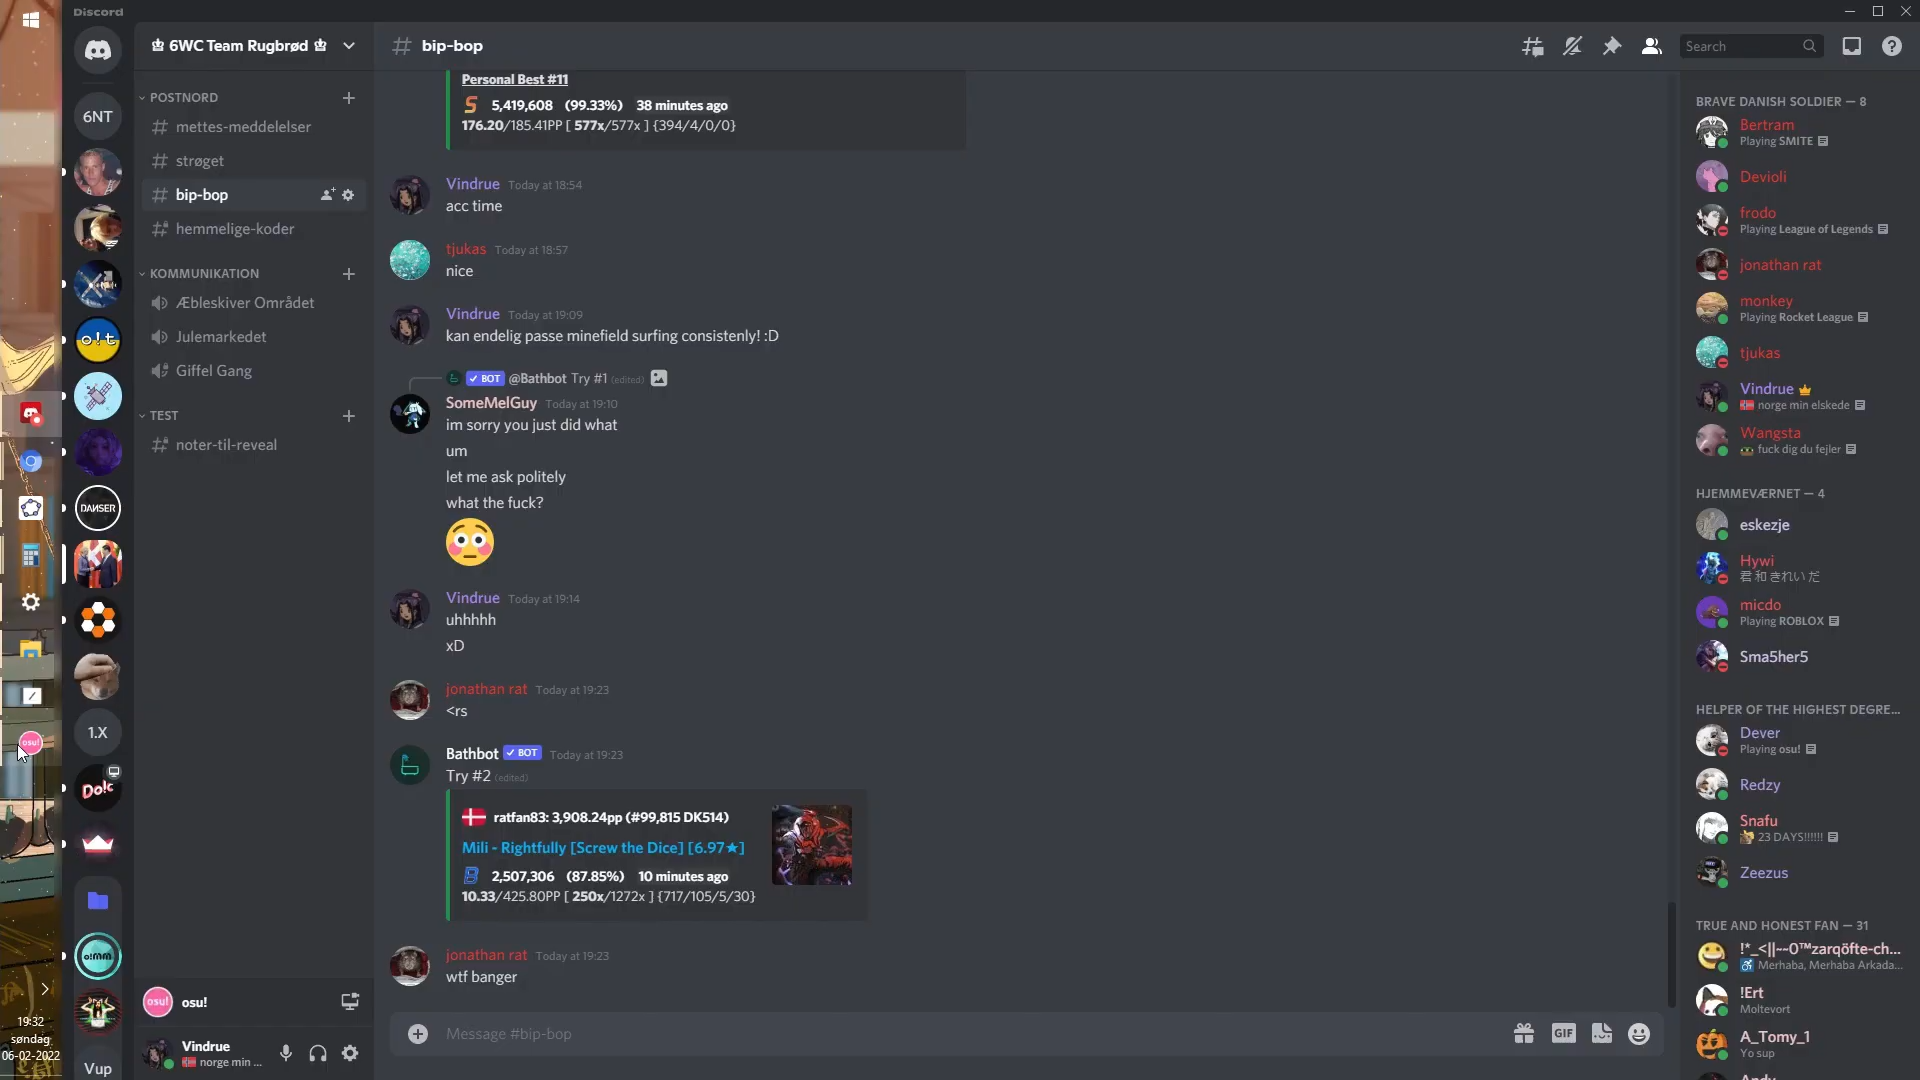 Discord
6NT
o!t
DANSER
1.X
Do!c
o!mm
Vup
osu!
19:32
søndag
06-02-2022
6WC Team Rugbrød
POSTNORD
mettes-meddelelser
strøget
bip-bop
hemmelige-koder
KOMMUNIKATION
Æbleskiver Området
Julemarkedet
Giffel Gang
TEST
noter-til-reveal
osu!
osu!
Vindrue
norge min ...
bip-bop
Search
Personal Best #11
5,419,608 (99.33%) 38 minutes ago
176.20/185.41PP [ 577x/577x ] {394/4/0/0}
Vindrue Today at 18:54
acc time
tjukas Today at 18:57
nice
Vindrue Today at 19:09
kan endelig passe minefield surfing consistenly! :D
BOT @Bathbot Try #1 (edited)
SomeMelGuy Today at 19:10
im sorry you just did what
um
let me ask politely
what the fuck?
Vindrue Today at 19:14
uhhhhh
xD
jonathan rat Today at 19:23
<rs
Bathbot BOT Today at 19:23
Try #2 (edited)
ratfan83: 3,908.24pp (#99,815 DK514)
Mili - Rightfully [Screw the Dice] [6.97★]
B 2,507,306 (87.85%) 10 minutes ago
10.33/425.80PP [ 250x/1272x ] {717/105/5/30}
jonathan rat Today at 19:23
wtf banger
Message #bip-bop
GIF
BRAVE DANISH SOLDIER — 8
Bertram
Playing SMITE
Devioli
frodo
Playing League of Legends
jonathan rat
monkey
Playing Rocket League
tjukas
Vindrue
norge min elskede
Wangsta
fuck dig du fejler
HJEMMEVÆRNET — 4
eskezje
Hywi
君 和 きれい だ
micdo
Playing ROBLOX
Sma5her5
HELPER OF THE HIGHEST DEGRE...
Dever
Playing osu!
Redzy
Snafu
23 DAYS!!!!!!
Zeezus
TRUE AND HONEST FAN — 31
!*_<||~~0™zarqöfte-ch...
Merhaba, Merhaba Arkada...
!Ert
Moltevort
A_Tomy_1
Yo sup